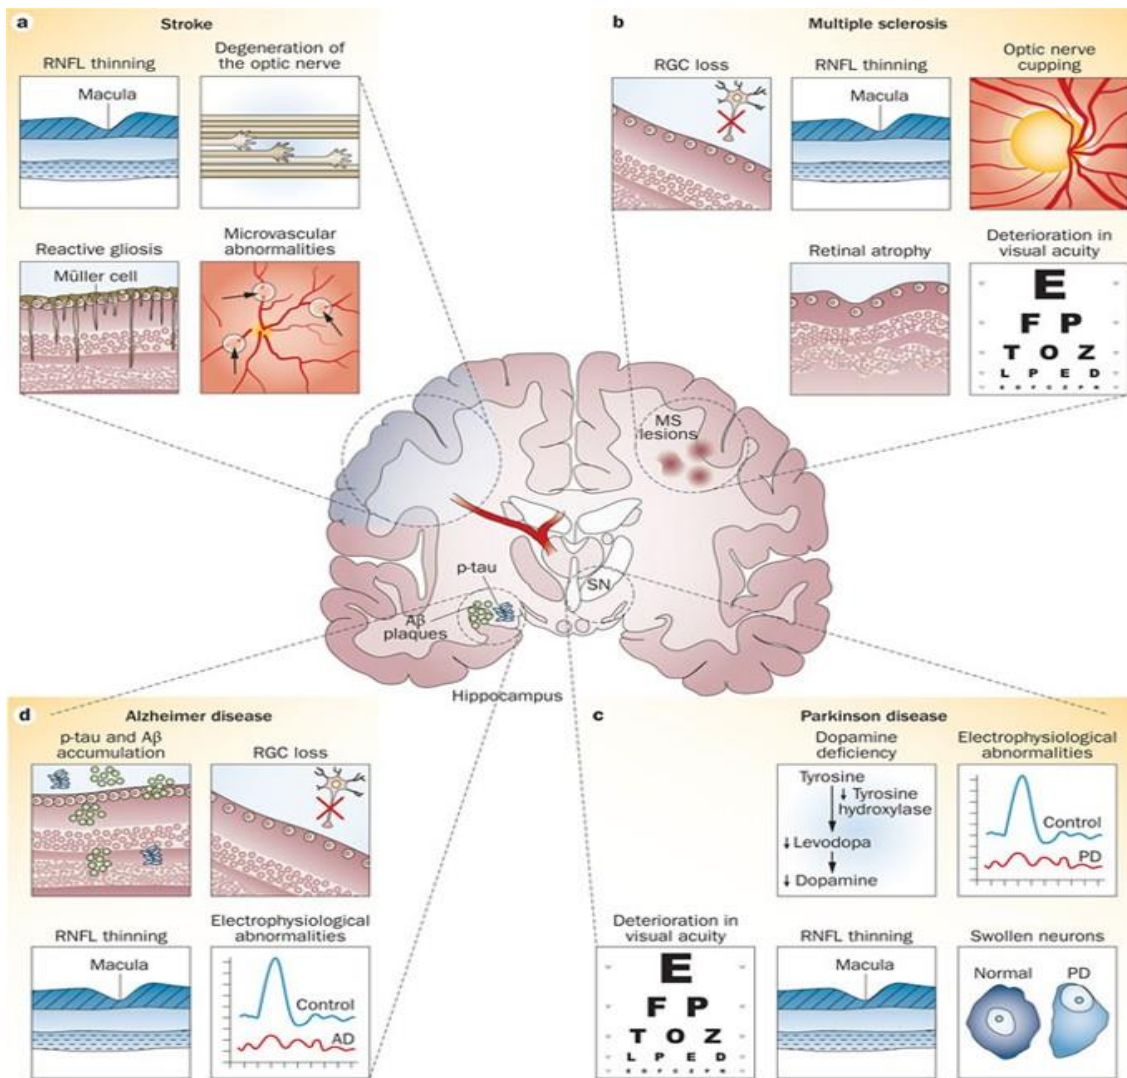 a
Stroke
RNFL thinning
Macula
Degeneration of
the optic nerve
Reactive gliosis
Müller cell
Microvascular
abnormalities
b
Multiple sclerosis
RGC loss
RNFL thinning
Macula
Optic nerve
cupping
Retinal atrophy
Deterioration in
visual acuity
E
F P
T O Z
L P E D
E D F C Z P N
MS
lesions
p-tau
SN
Aβ
plaques
Hippocampus
d
Alzheimer disease
p-tau and Aβ
accumulation
RGC loss
RNFL thinning
Macula
Electrophysiological
abnormalities
Control
AD
c
Parkinson disease
Dopamine
deficiency
Tyrosine
↓ Tyrosine
hydroxylase
↓ Levodopa
↓ Dopamine
Electrophysiological
abnormalities
Control
PD
Deterioration in
visual acuity
E
F P
T O Z
L P E D
RNFL thinning
Macula
Swollen neurons
Normal
PD